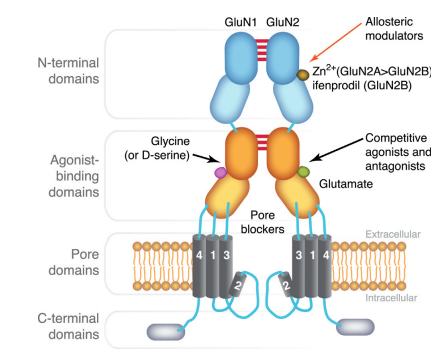 GluN1 GluN2
Allosteric
modulators
N-terminal
domains
Zn2+(GluN2A>GluN2B)
ifenprodil (GluN2B)
Glycine
(or D-serine)
Competitive
agonists and
antagonists
Agonist-
binding
domains
Glutamate
Pore
blockers
Extracellular
Pore
domains
4 1 3
3 1 4
2
2
Intracellular
C-terminal
domains